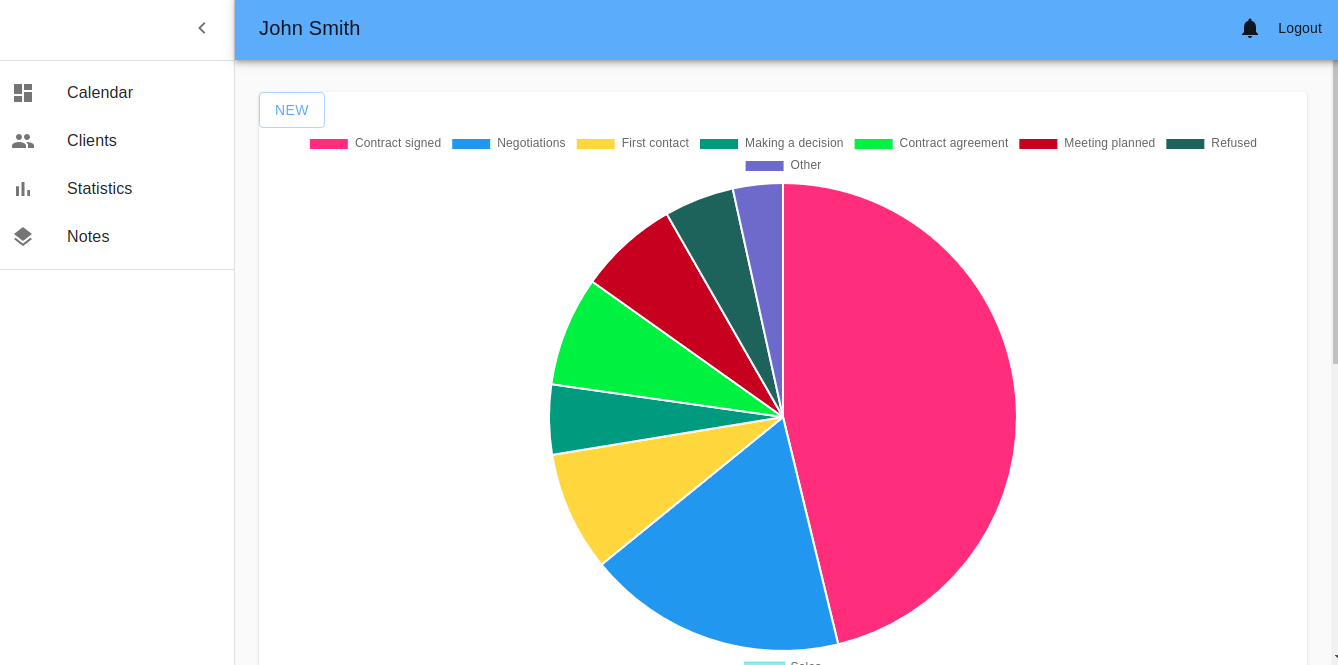 John Smith
Logout
Calendar
Clients
Statistics
Notes
NEW
Contract signed Negotiations First contact Making a decision Contract agreement Meeting planned Refused
Other
Sales